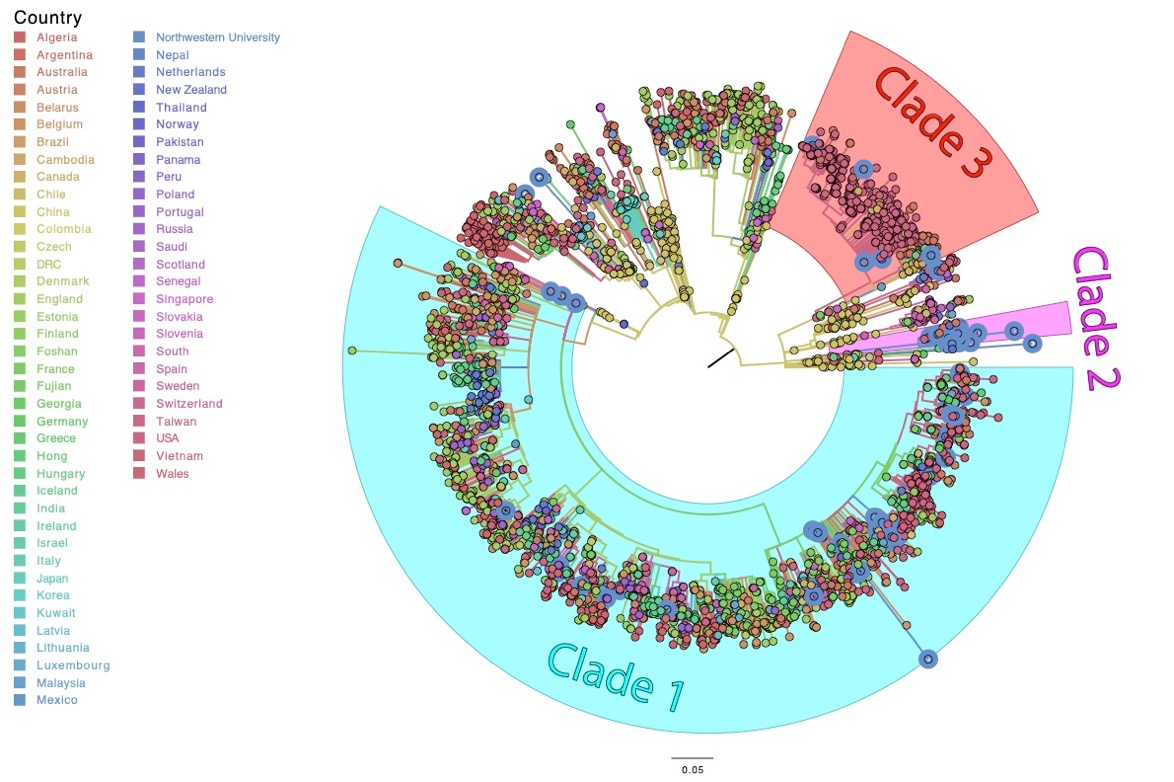 Country
Algeria
Argentina
Australia
Austria
Belarus
Belgium
Brazil
Cambodia
Canada
Chile
China
Colombia
Czech
DRC
Denmark
England
Estonia
Finland
Foshan
France
Fujian
Georgia
Germany
Greece
Hong
Hungary
Iceland
India
Ireland
Israel
Italy
Japan
Korea
Kuwait
Latvia
Lithuania
Luxembourg
Malaysia
Mexico
Northwestern University
Nepal
Netherlands
New Zealand
Thailand
Norway
Pakistan
Panama
Peru
Poland
Portugal
Russia
Saudi
Scotland
Senegal
Singapore
Slovakia
Slovenia
South
Spain
Sweden
Switzerland
Taiwan
USA
Vietnam
Wales
Clade 3
Clade 2
Clade 1
0.05